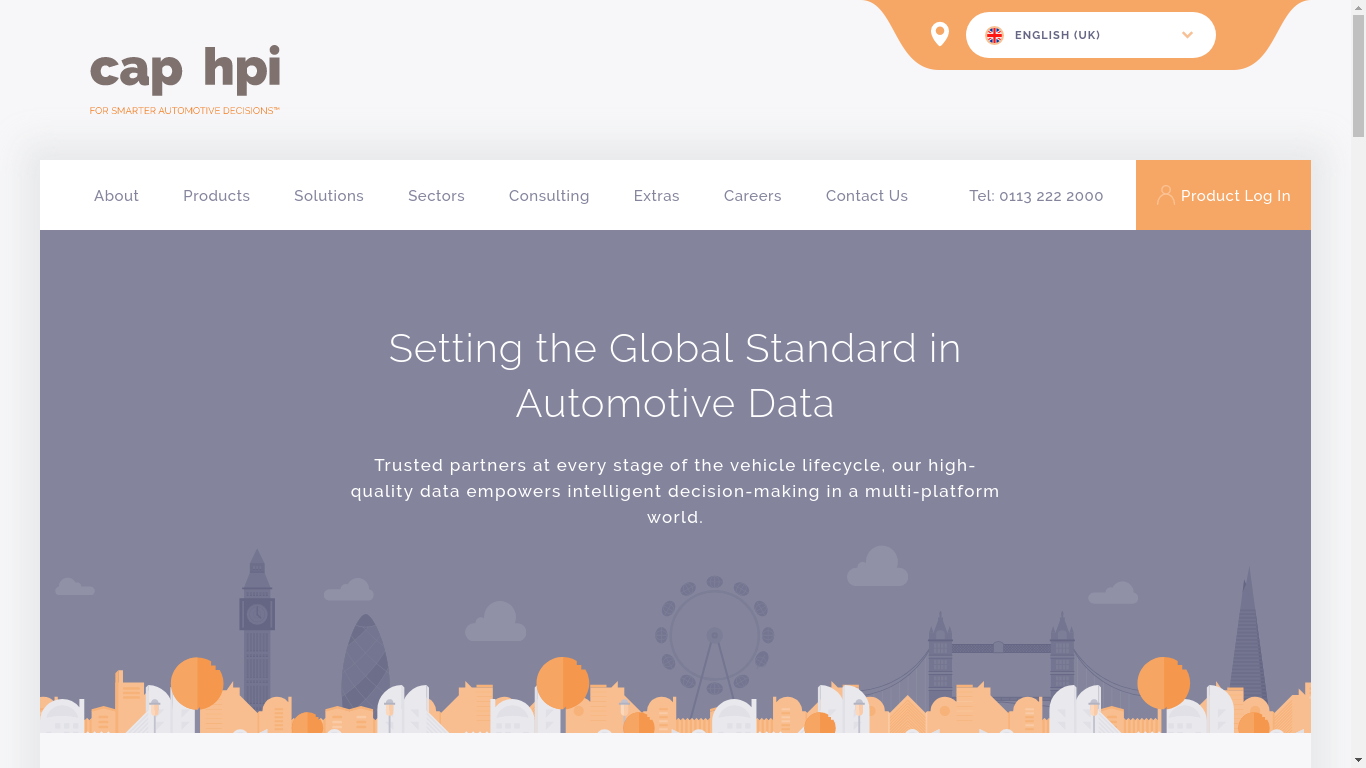 ENGLISH (UK)
cap hpi
FOR SMARTER AUTOMOTIVE DECISIONS™
About
Products
Solutions
Sectors
Consulting
Extras
Careers
Contact Us
Tel: 0113 222 2000
Product Log In
Setting the Global Standard in
Automotive Data
Trusted partners at every stage of the vehicle lifecycle, our high-
quality data empowers intelligent decision-making in a multi-platform
world.